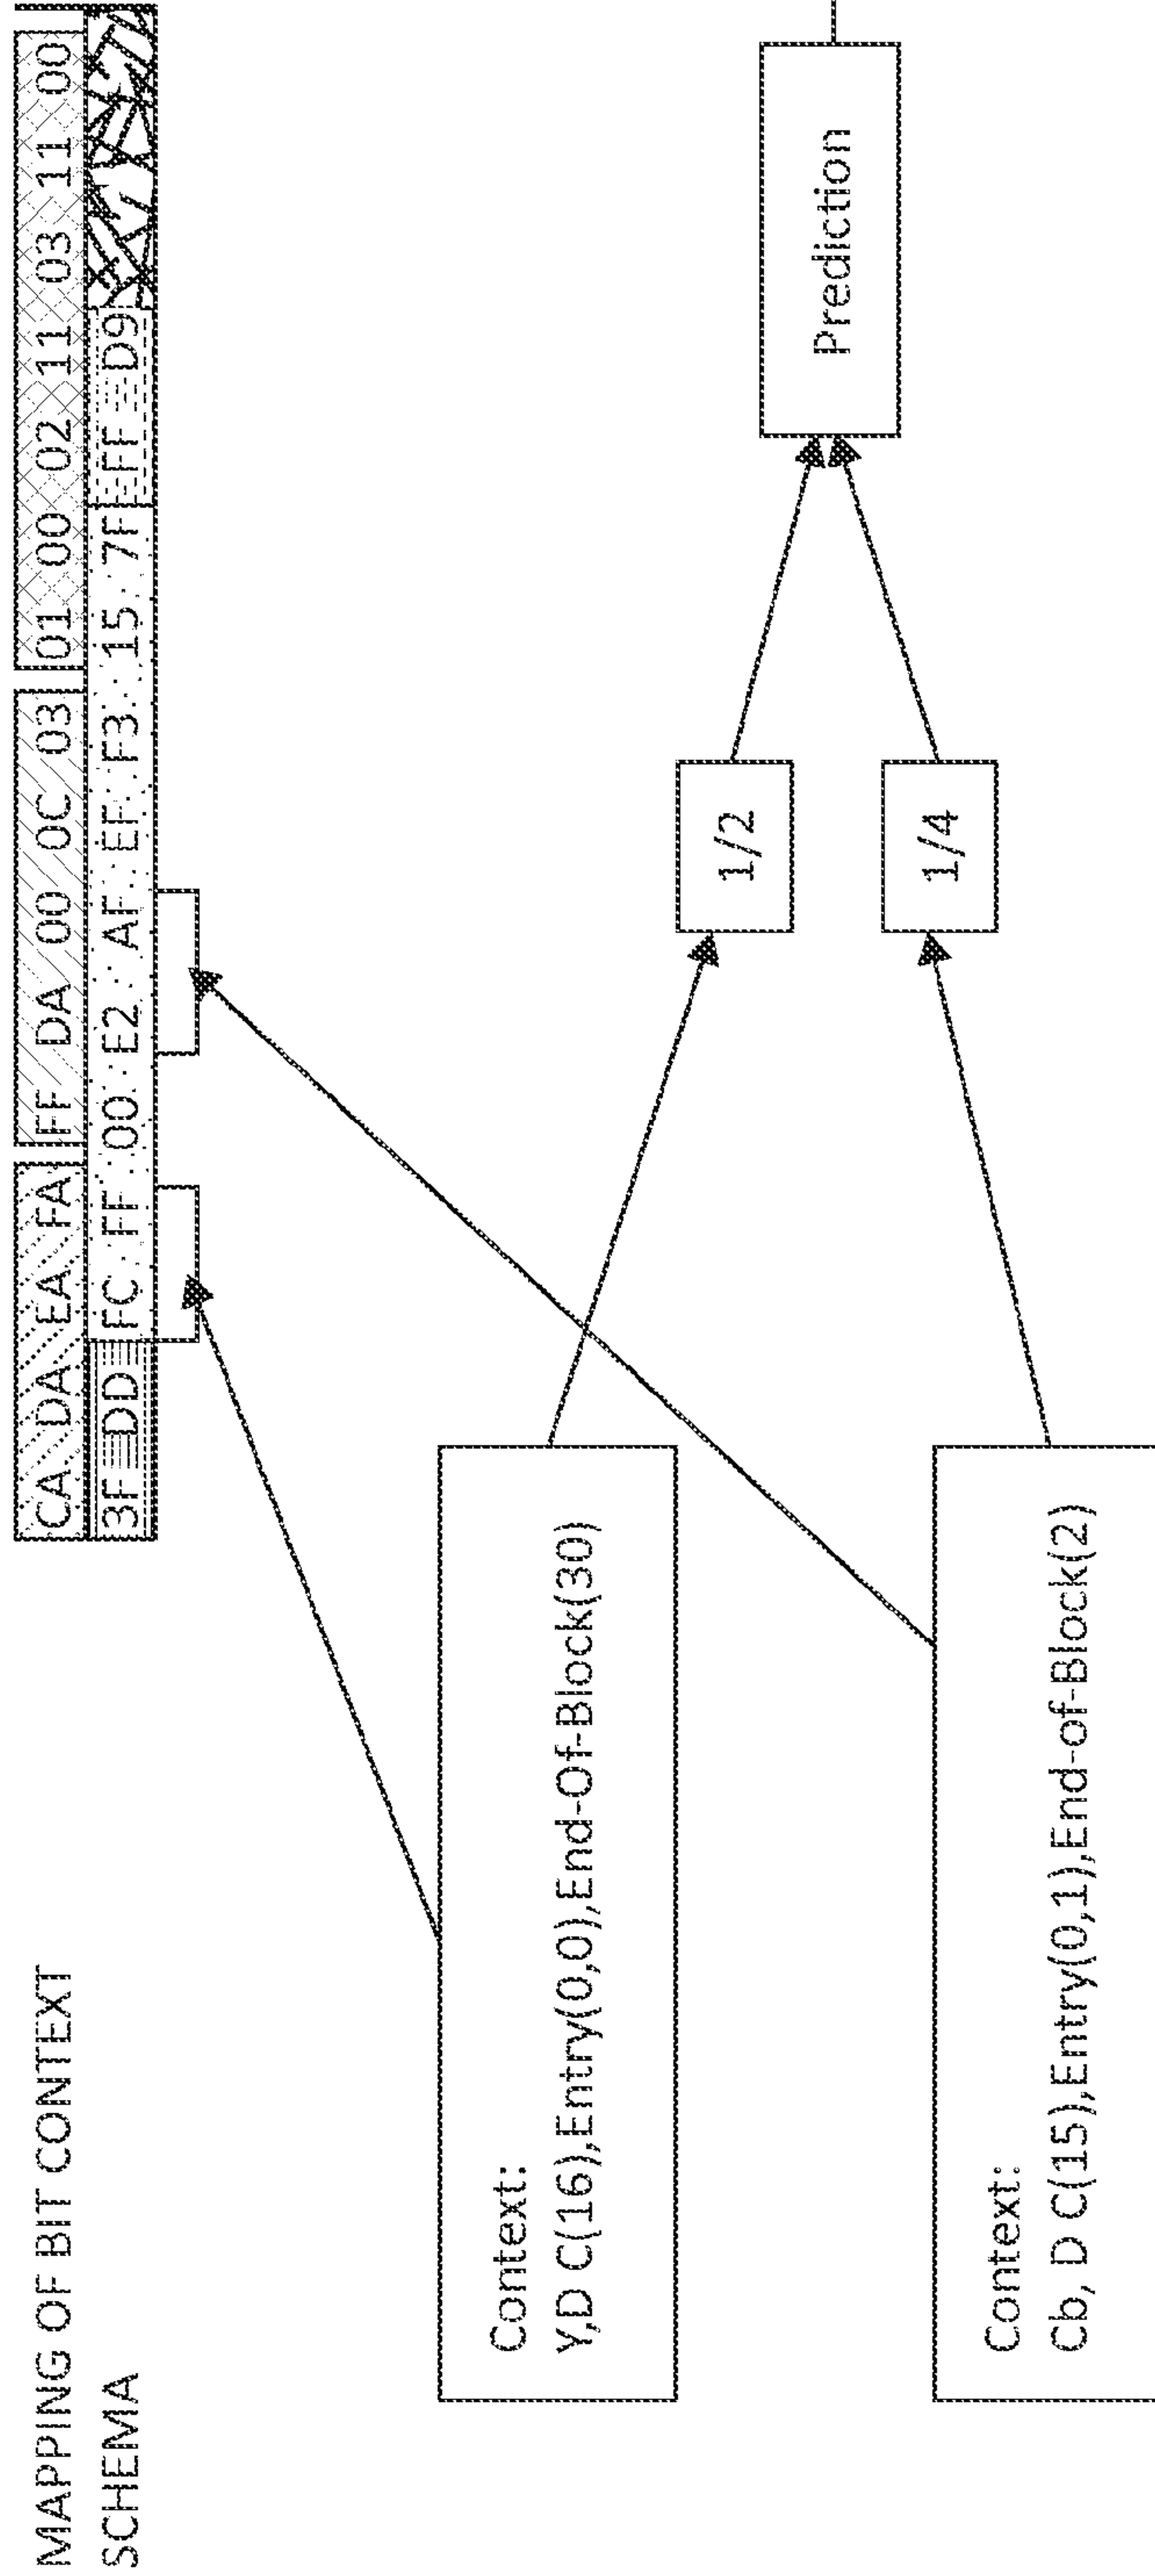 MAPPING OF BIT CONTEXT
SCHEMA
CA DA EA FA FF DA 00 0C 03 01 00 02 11 03 11 00
3F DD FC FF 00 E2 AF EF F3 15 7F FF D9
Context:
Y,D C(16),Entry(0,0),End-Of-Block(30)
Context:
Cb, D C(15),Entry(0,1),End-of-Block(2)
1/2
1/4
Prediction